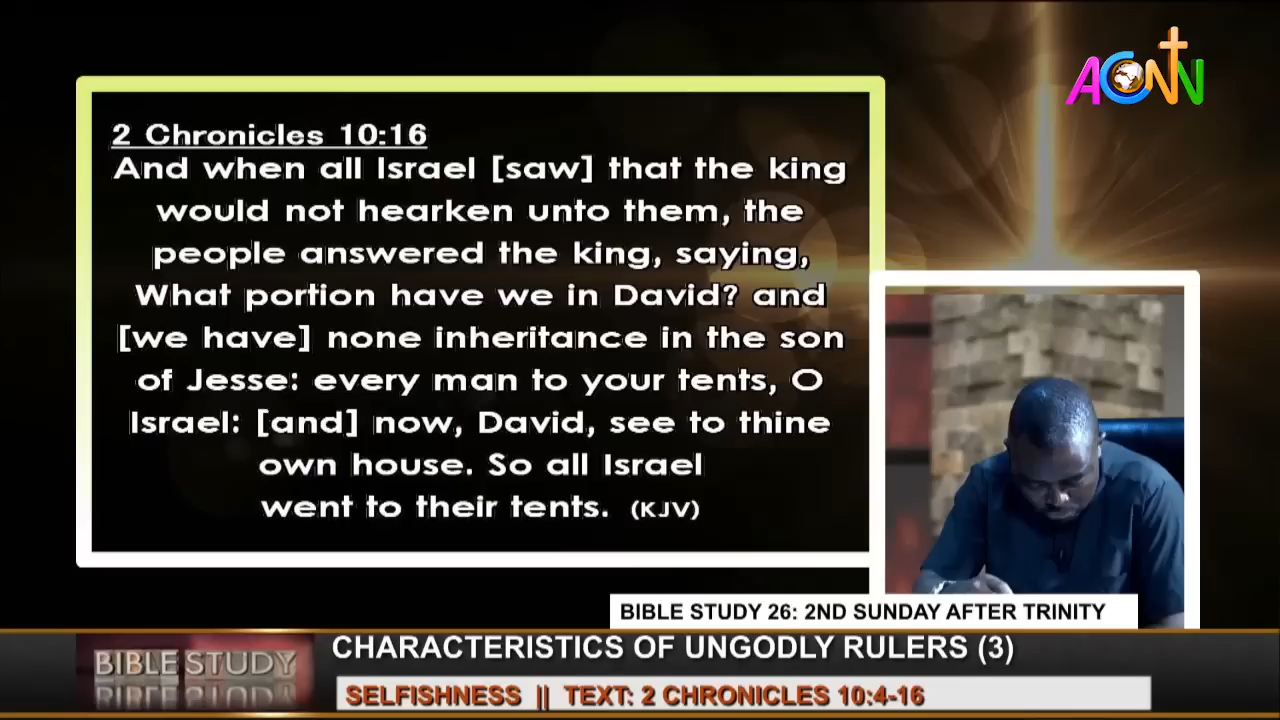 ACNN
2 Chronicles 10:16
And when all Israel [saw] that the king
would not hearken unto them, the
people answered the king, saying,
What portion have we in David? and
[we have] none inheritance in the son
of Jesse: every man to your tents, O
Israel: [and] now, David, see to thine
own house. So all Israel
went to their tents. (KJV)
BIBLE STUDY 26: 2ND SUNDAY AFTER TRINITY
BIBLE STUDY
CHARACTERISTICS OF UNGODLY RULERS (3)
SELFISHNESS || TEXT: 2 CHRONICLES 10:4-16